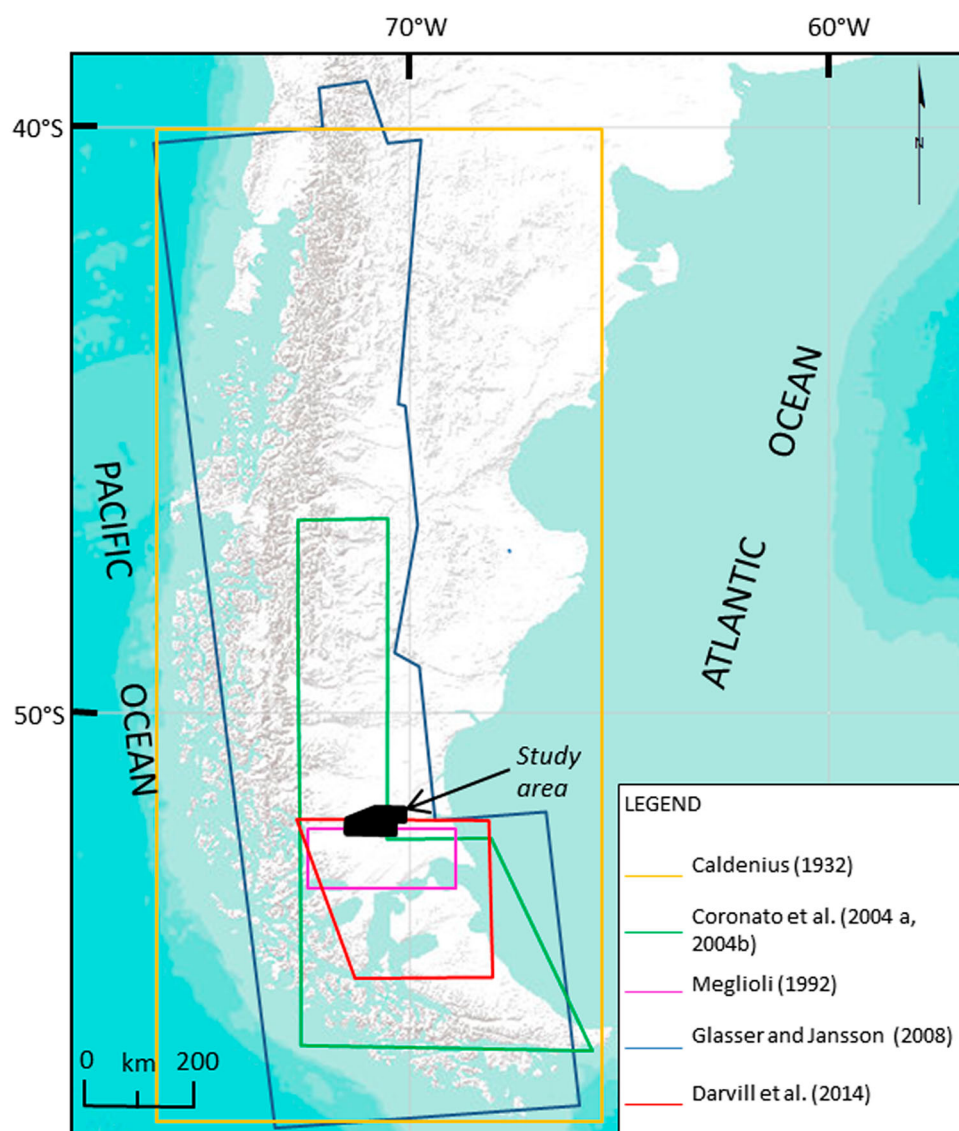 70°W
60°W
40°S
N
PACIFIC
OCEAN
ATLANTIC
OCEAN
50°S
Study
area
0 km 200
LEGEND
Caldenius (1932)
Coronato et al. (2004 a,
2004b)
Meglioli (1992)
Glasser and Jansson (2008)
Darvill et al. (2014)